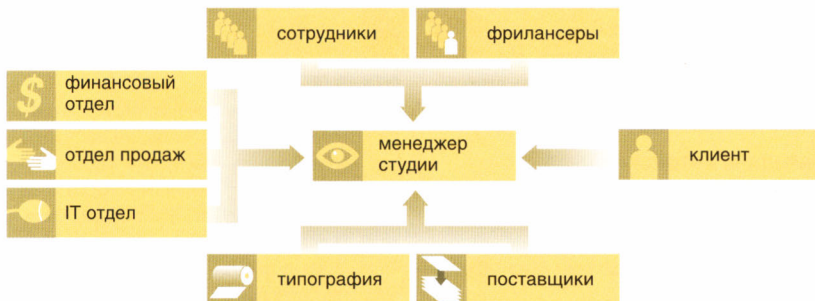 сотрудники
фрилансеры
финансовый
отдел
отдел продаж
IT отдел
менеджер
студии
клиент
типография
поставщики